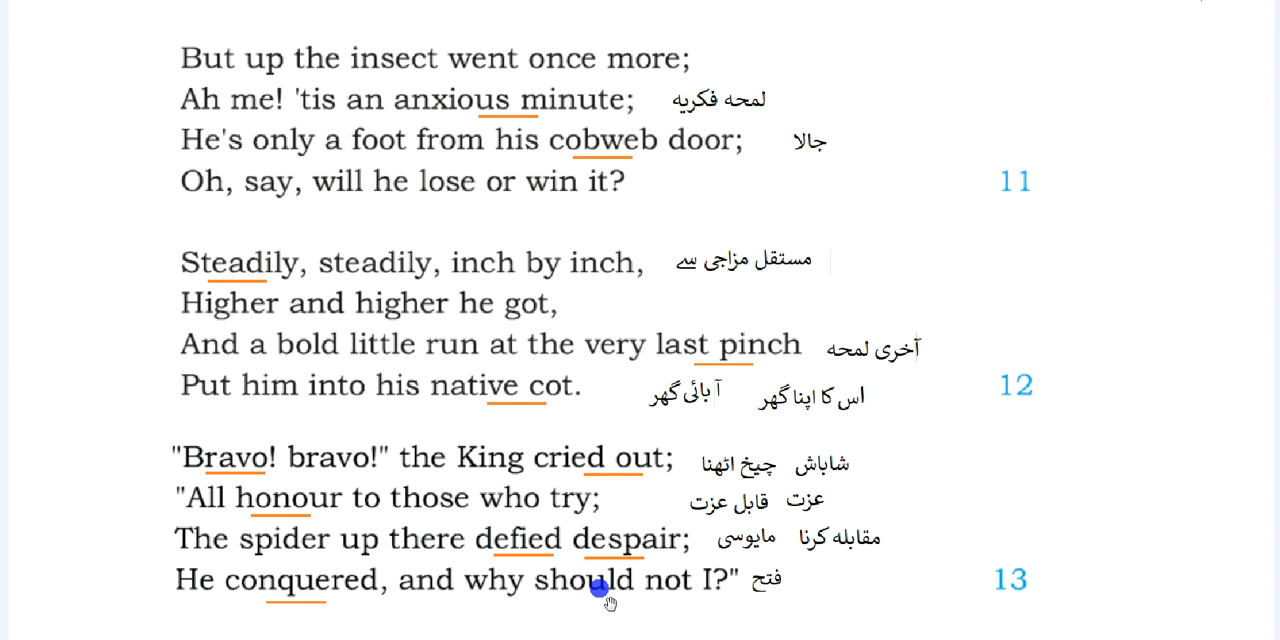 But up the insect went once more;
Ah me! 'tis an anxious minute; لمحہ فکریہ
He's only a foot from his cobweb door; جالا
Oh, say, will he lose or win it? 11
Steadily, steadily, inch by inch, مستقل مزاجی سے
Higher and higher he got,
And a bold little run at the very last pinch آخری لمحہ
Put him into his native cot. آبائی گھر اس کا اپنا گھر 12
"Bravo! bravo!" the King cried out; شاباش چیخ اٹھنا
"All honour to those who try; عزت قابل عزت
The spider up there defied despair; مقابلہ کرنا مایوسی
He conquered, and why should not I?" فتح 13